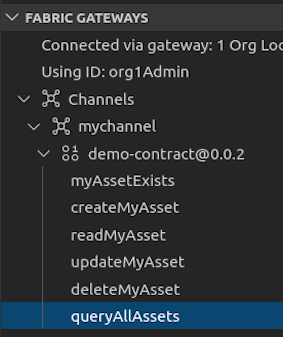 FABRIC GATEWAYS
Connected via gateway: 1 Org Loc
Using ID: org1Admin
Channels
mychannel
demo-contract@0.0.2
myAssetExists
createMyAsset
readMyAsset
updateMyAsset
deleteMyAsset
queryAllAssets